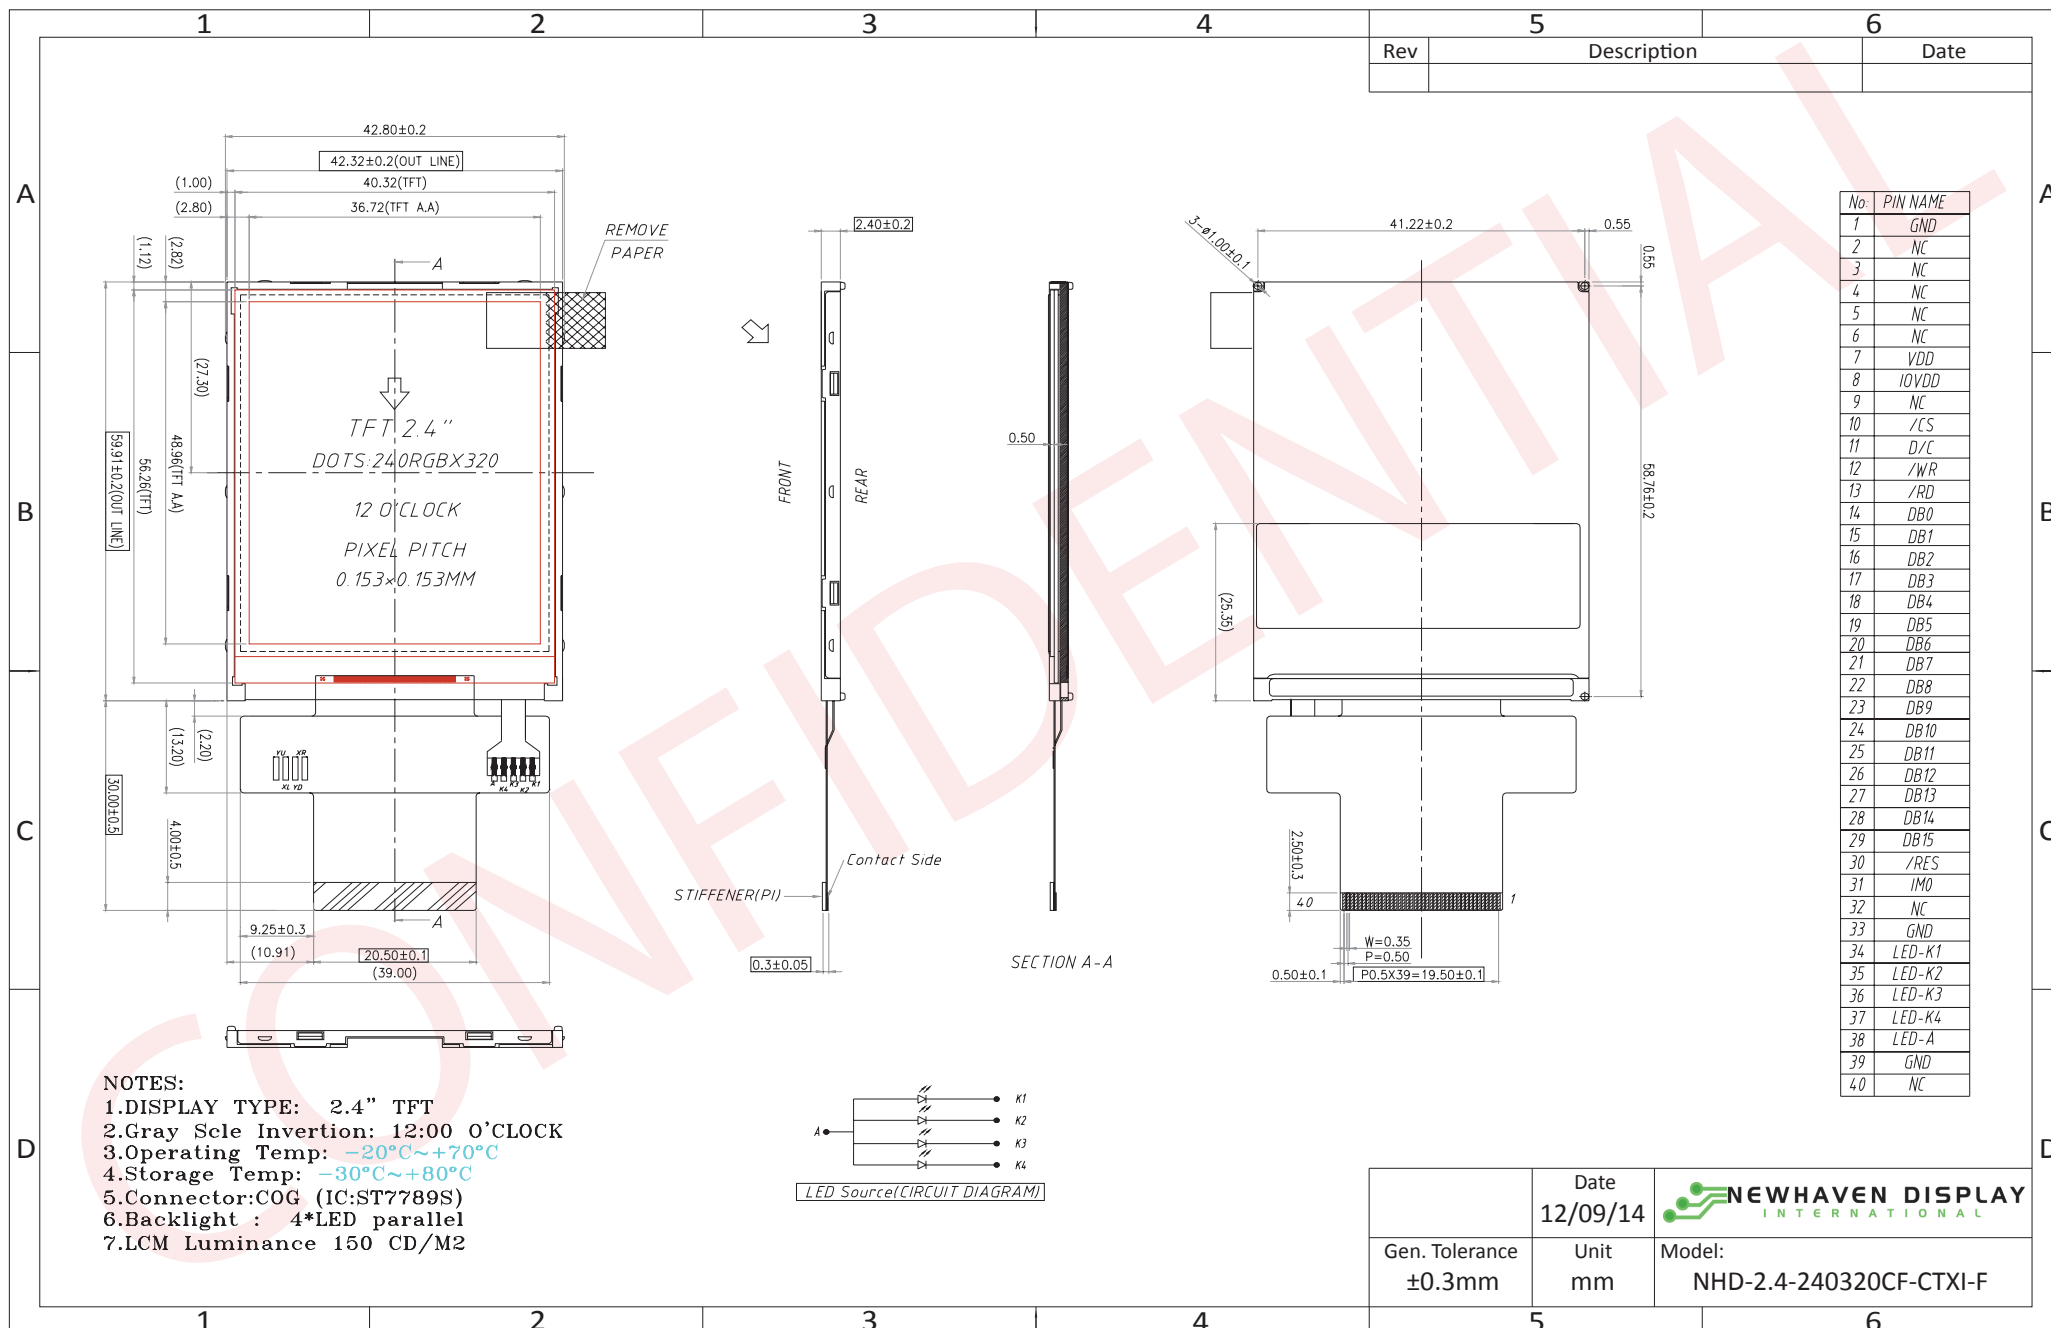 1 2 3 4 5 6
Rev Description Date
A
B
C
D
A
B
C
D
CONFIDENTIAL
42.80±0.2
42.32±0.2(OUT LINE)
(1.00) 40.32(TFT)
(2.80) 36.72(TFT A.A)
(1.12)
(2.82)
A
REMOVE
PAPER
(27.30)
59.91±0.2(OUT LINE)
56.26(TFT)
48.96(TFT A.A)
TFT 2.4"
DOTS:240RGBX320
12 O'CLOCK
PIXEL PITCH
0.153×0.153MM
30.00±0.5
(13.20)
(2.20)
4.00±0.5
YU XR
XL YD
A K3 K1
K4 K2
A
9.25±0.3
(10.91) 20.50±0.1
(39.00)
2.40±0.2
FRONT
REAR
Contact Side
STIFFENER(PI)
0.3±0.05
0.50
SECTION A-A
3-ø1.00±0.1
41.22±0.2 0.55
0.55
58.76±0.2
(25.35)
2.50±0.3
40 1
W=0.35
P=0.50
0.50±0.1 P0.5X39=19.50±0.1
No: PIN NAME
1 GND
2 NC
3 NC
4 NC
5 NC
6 NC
7 VDD
8 IOVDD
9 NC
10 /CS
11 D/C
12 /WR
13 /RD
14 DB0
15 DB1
16 DB2
17 DB3
18 DB4
19 DB5
20 DB6
21 DB7
22 DB8
23 DB9
24 DB10
25 DB11
26 DB12
27 DB13
28 DB14
29 DB15
30 /RES
31 IM0
32 NC
33 GND
34 LED-K1
35 LED-K2
36 LED-K3
37 LED-K4
38 LED-A
39 GND
40 NC
NOTES:
1.DISPLAY TYPE: 2.4" TFT
2.Gray Scle Invertion: 12:00 O'CLOCK
3.Operating Temp: -20°C~+70°C
4.Storage Temp: -30°C~+80°C
5.Connector:COG (IC:ST7789S)
6.Backlight : 4*LED parallel
7.LCM Luminance 150 CD/M2
A
K1
K2
K3
K4
LED Source(CIRCUIT DIAGRAM)
Date
12/09/14
NEWHAVEN DISPLAY
INTERNATIONAL
Gen. Tolerance
±0.3mm
Unit
mm
Model:
NHD-2.4-240320CF-CTXI-F
1 2 3 4 5 6